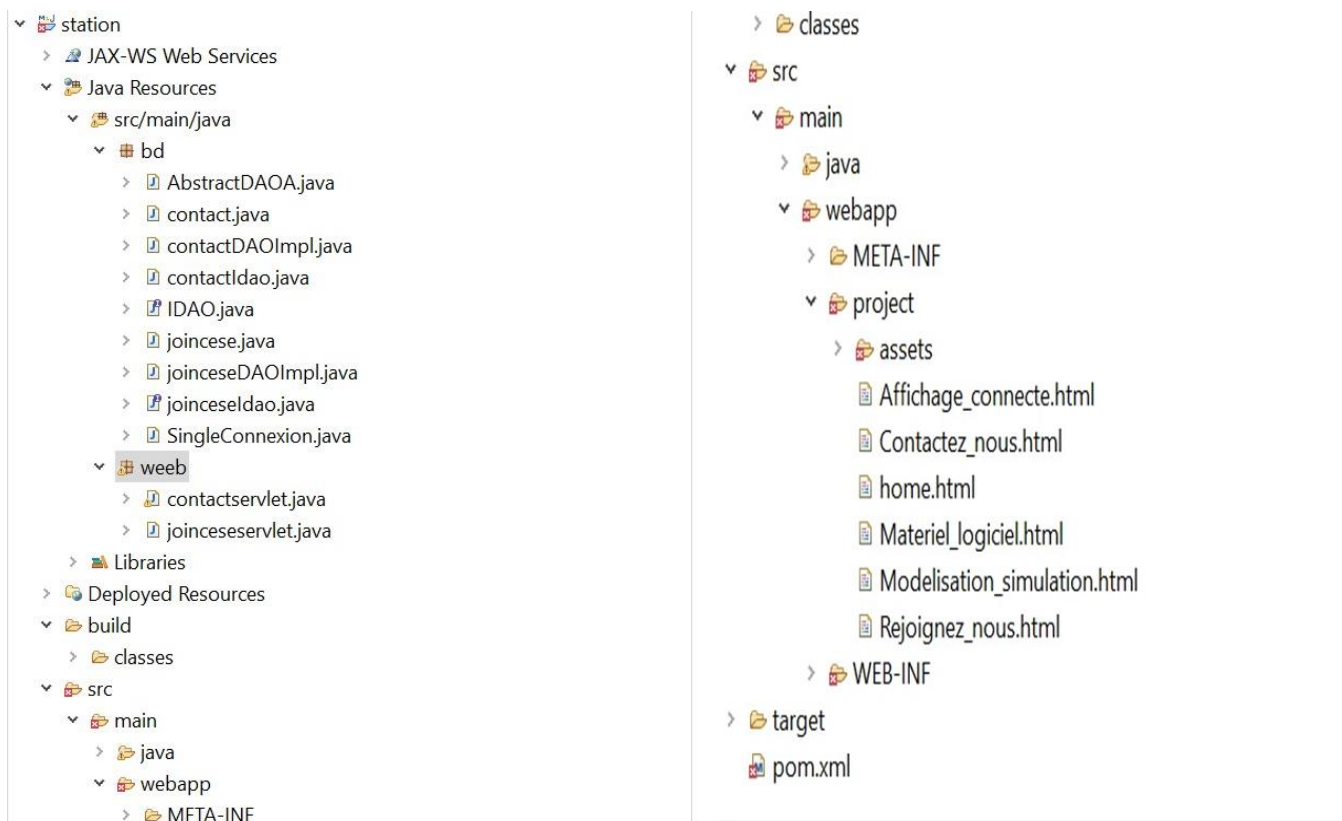 station
JAX-WS Web Services
Java Resources
src/main/java
bd
AbstractDAOA.java
contact.java
contactDAOImpl.java
contactIdao.java
IDAO.java
joincese.java
joinceseDAOImpl.java
joinceseIdao.java
SingleConnexion.java
weeb
contactservlet.java
joinceseservlet.java
Libraries
Deployed Resources
build
classes
src
main
java
webapp
META-INF
classes
src
main
java
webapp
META-INF
project
assets
Affichage_connecte.html
Contactez_nous.html
home.html
Materiel_logiciel.html
Modelisation_simulation.html
Rejoignez_nous.html
WEB-INF
target
pom.xml